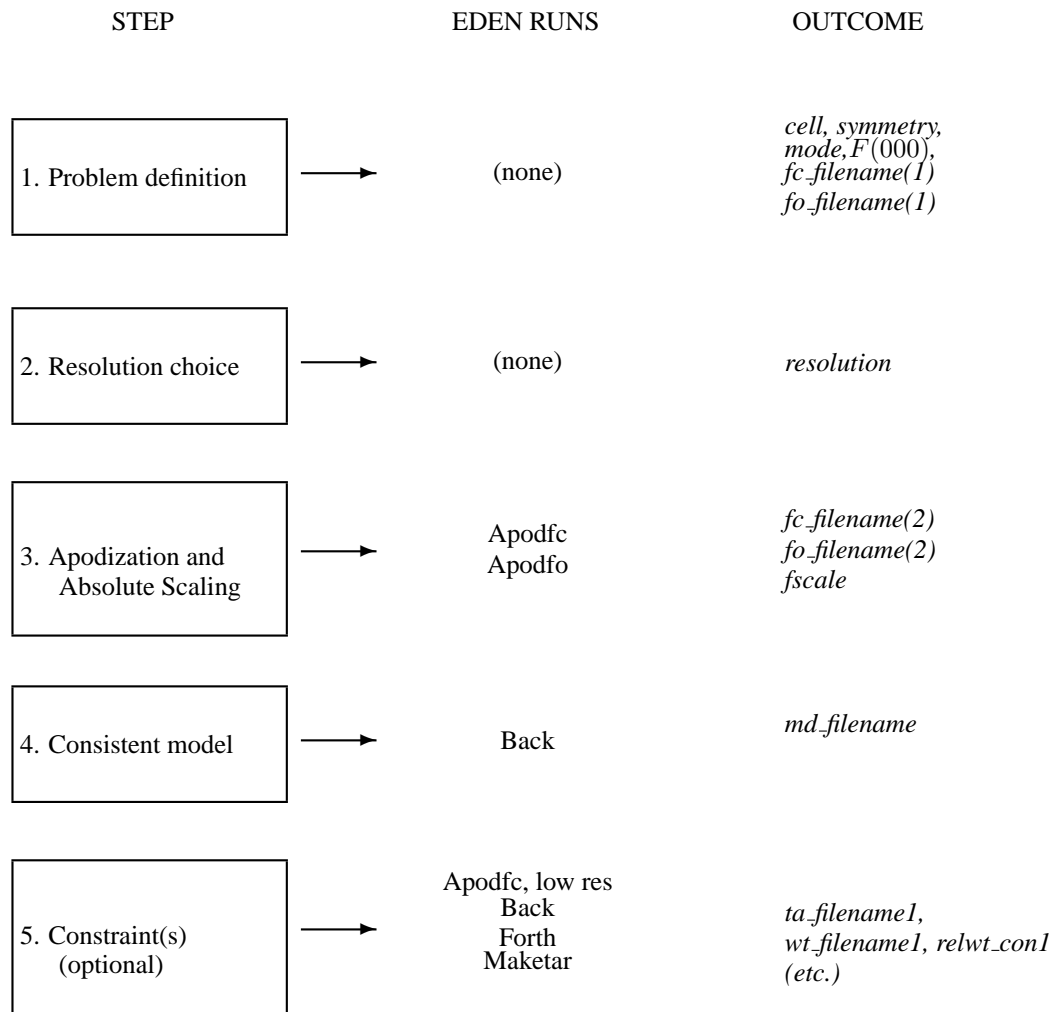 STEP EDEN RUNS OUTCOME
1. Problem definition
(none)
cell, symmetry,
mode,F(000),
fc_filename(1)
fo_filename(1)
2. Resolution choice
(none)
resolution
3. Apodization and
Absolute Scaling
Apodfc
Apodfo
fc_filename(2)
fo_filename(2)
fscale
4. Consistent model
Back
md_filename
5. Constraint(s)
(optional)
Apodfc, low res
Back
Forth
Maketar
ta_filename1,
wt_filename1, relwt_con1
(etc.)